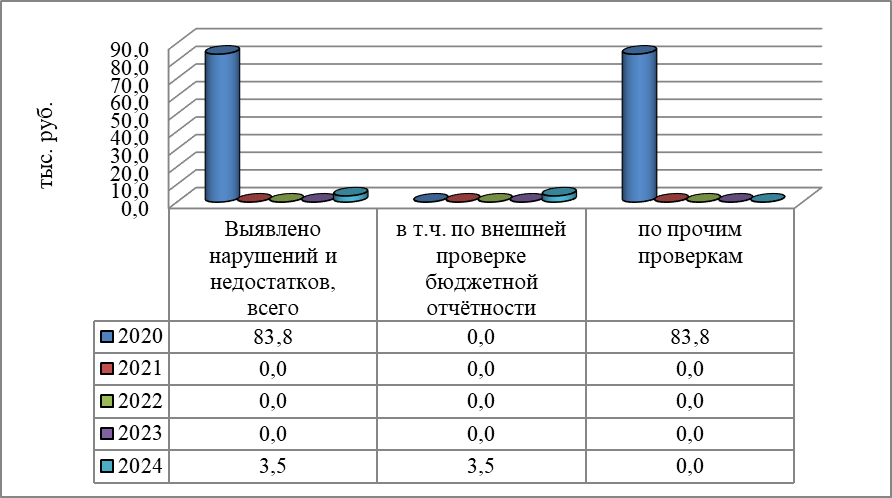 тыс. руб.
90,0
80,0
70,0
60,0
50,0
40,0
30,0
20,0
10,0
0,0
Выявлено
нарушений и
недостатков,
всего
в т.ч. по внешней
проверке
бюджетной
отчётности
по прочим
проверкам
2020 83,8 0,0 83,8
2021 0,0 0,0 0,0
2022 0,0 0,0 0,0
2023 0,0 0,0 0,0
2024 3,5 3,5 0,0